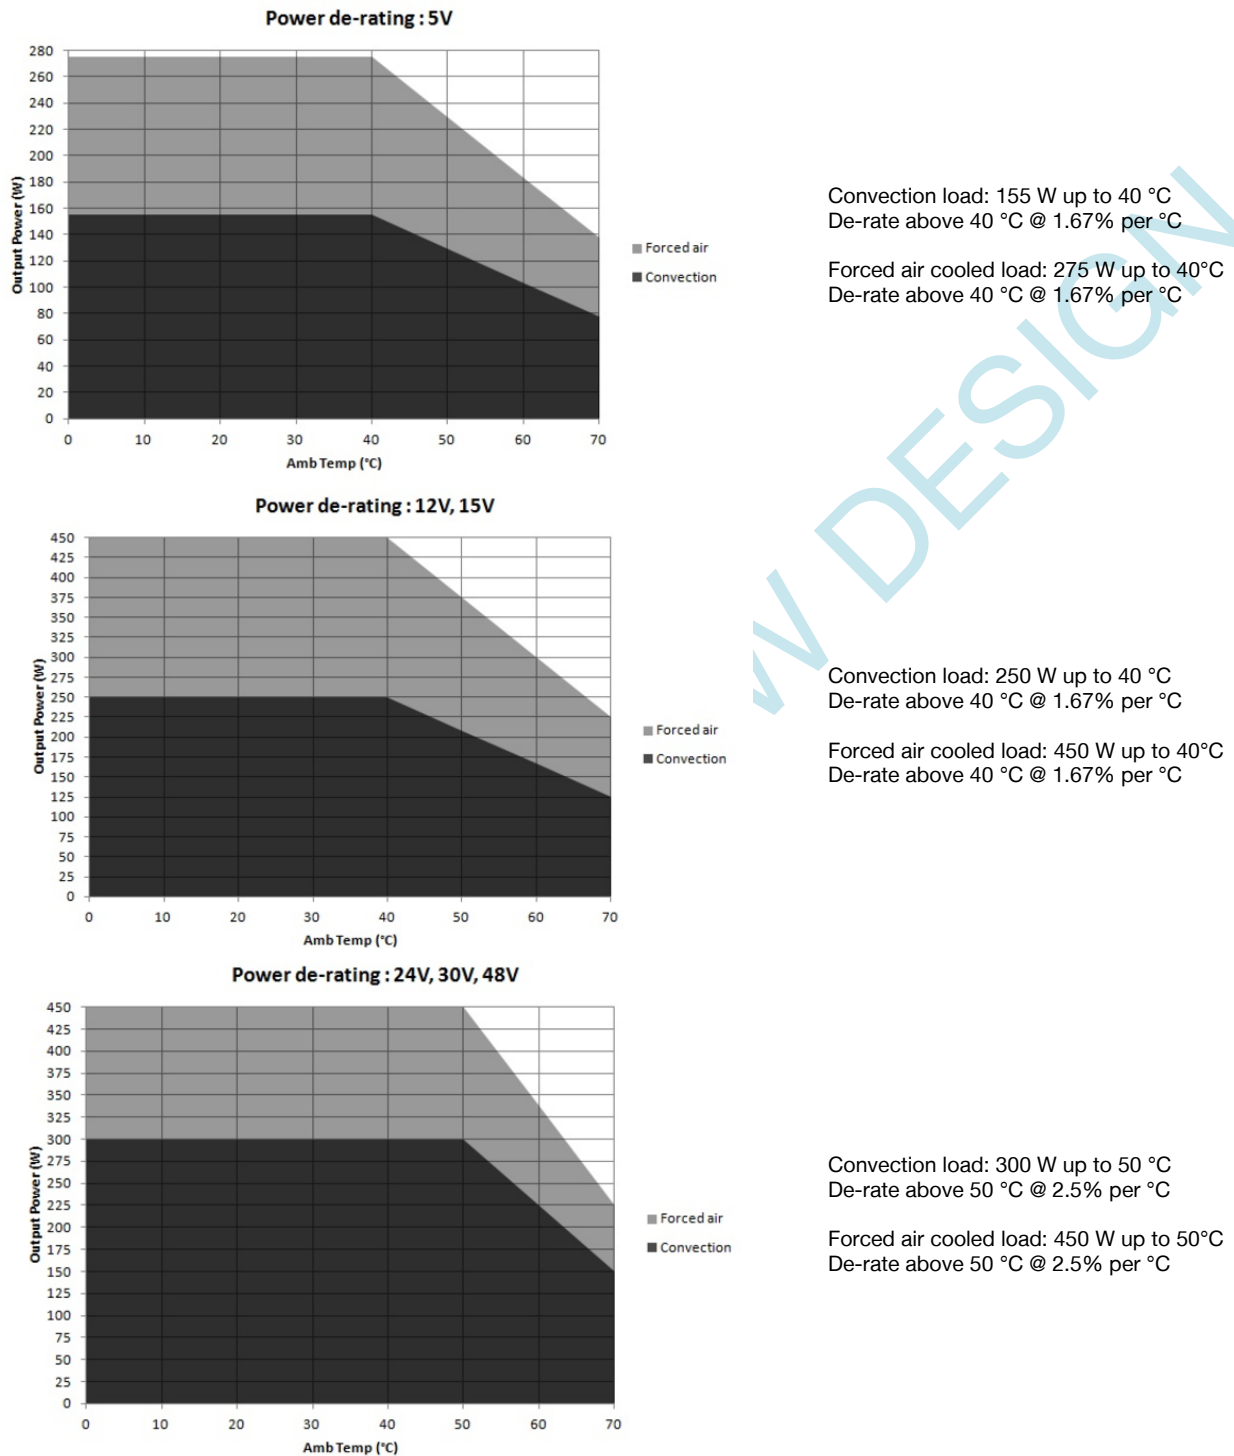 Power de-rating : 5V
280
260
240
220
200
180
160
140
120
100
80
60
40
20
0
Output Power (W)
0 10 20 30 40 50 60 70
Amb Temp (°C)
Forced air
Convection
Convection load: 155 W up to 40 °C
De-rate above 40 °C @ 1.67% per °C
Forced air cooled load: 275 W up to 40°C
De-rate above 40 °C @ 1.67% per °C
Power de-rating : 12V, 15V
450
425
400
375
350
325
300
275
250
225
200
175
150
125
100
75
50
25
0
Output Power (W)
0 10 20 30 40 50 60 70
Amb Temp (°C)
Forced air
Convection
Convection load: 250 W up to 40 °C
De-rate above 40 °C @ 1.67% per °C
Forced air cooled load: 450 W up to 40°C
De-rate above 40 °C @ 1.67% per °C
Power de-rating : 24V, 30V, 48V
450
425
400
375
350
325
300
275
250
225
200
175
150
125
100
75
50
25
0
Output Power (W)
0 10 20 30 40 50 60 70
Amb Temp (°C)
Forced air
Convection
Convection load: 300 W up to 50 °C
De-rate above 50 °C @ 2.5% per °C
Forced air cooled load: 450 W up to 50°C
De-rate above 50 °C @ 2.5% per °C
W DESIGN